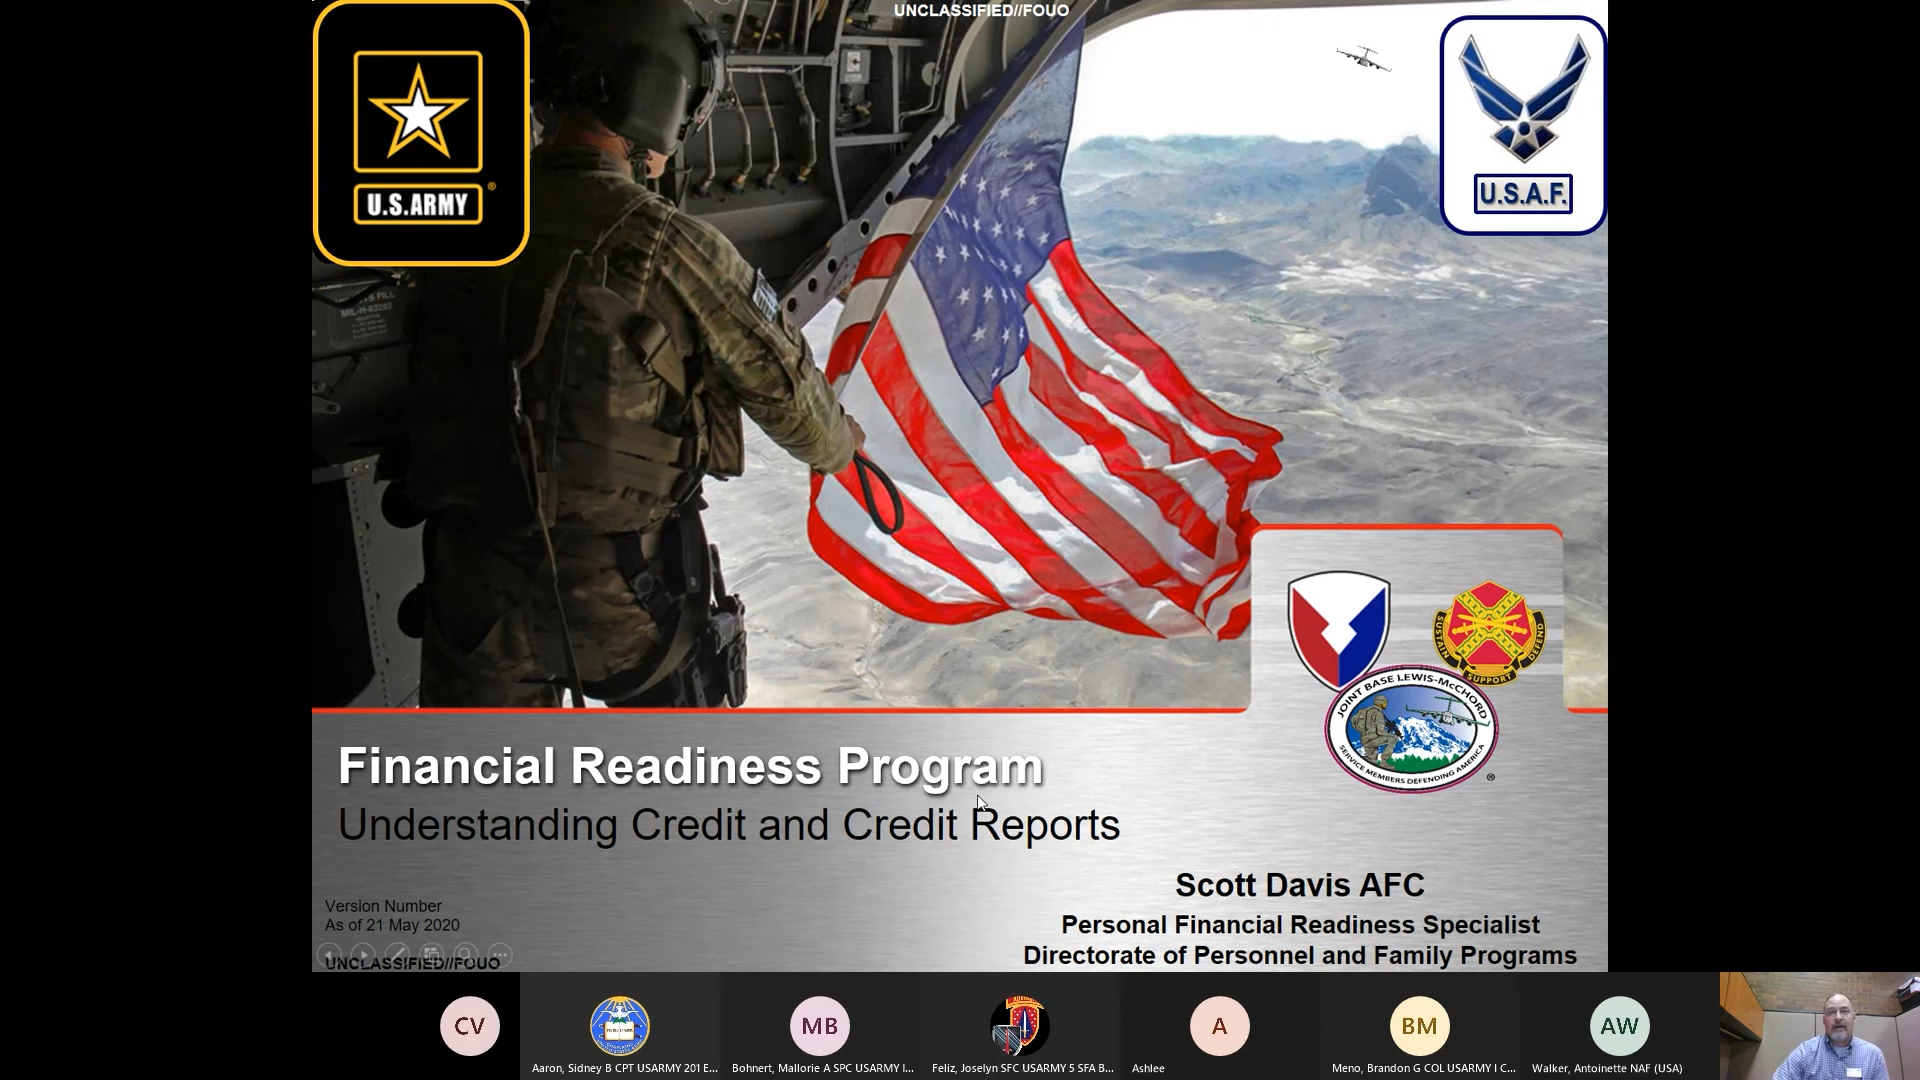 UNCLASSIFIED//FOUO
U.S.ARMY
®
U.S.A.F.
SUSTAIN
SUPPORT
DEFEND
JOINT BASE LEWIS-McCHORD
SERVICE MEMBERS DEFENDING AMERICA
®
Financial Readiness Program
Understanding Credit and Credit Reports
Scott Davis AFC
Personal Financial Readiness Specialist
Directorate of Personnel and Family Programs
Version Number
As of 21 May 2020
UNCLASSIFIED//FOUO
CV
MB
A
BM
AW
Aaron, Sidney B CPT USARMY 201 E...
Bohnert, Mallorie A SPC USARMY I...
Feliz, Joselyn SFC USARMY 5 SFA B...
Ashlee
Meno, Brandon G COL USARMY I C...
Walker, Antoinette NAF (USA)